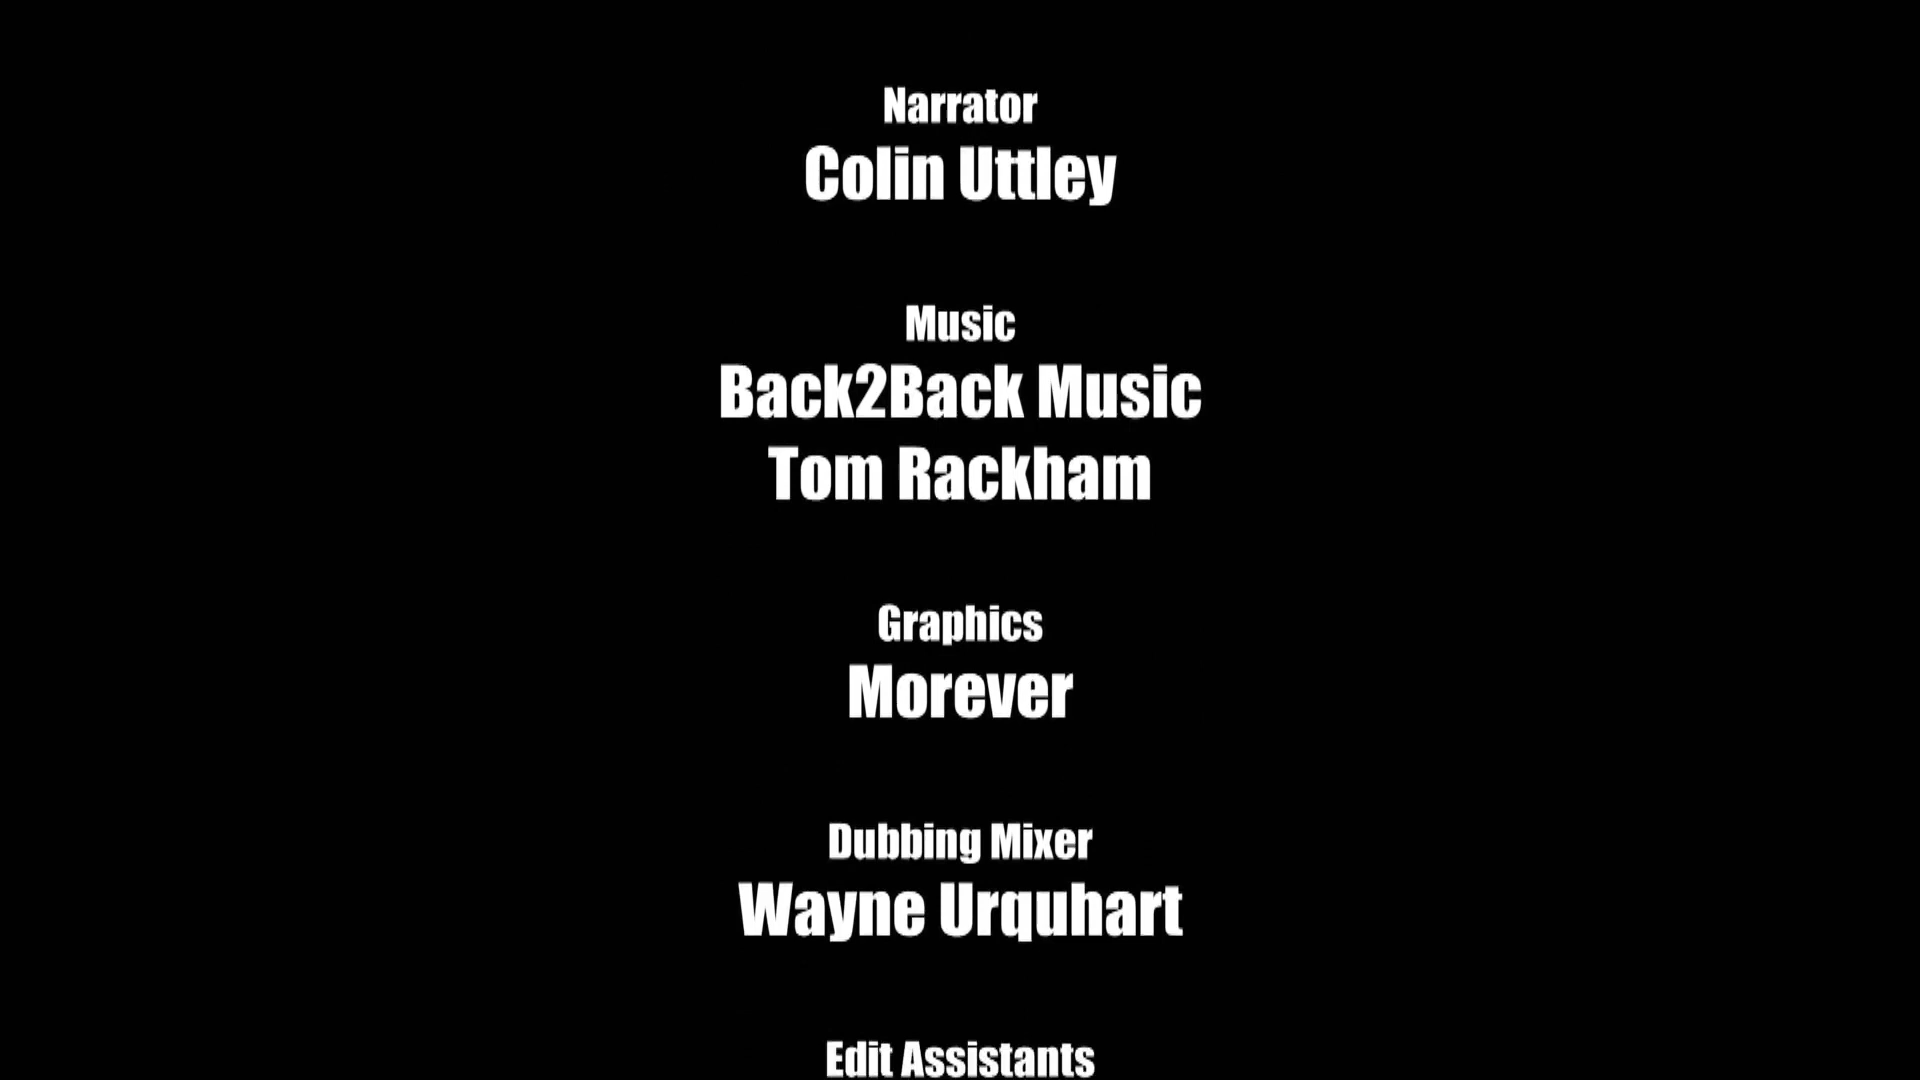 Narrator
Colin Uttley
Music
Back2Back Music
Tom Rackham
Graphics
Morever
Dubbing Mixer
Wayne Urquhart
Edit Assistants